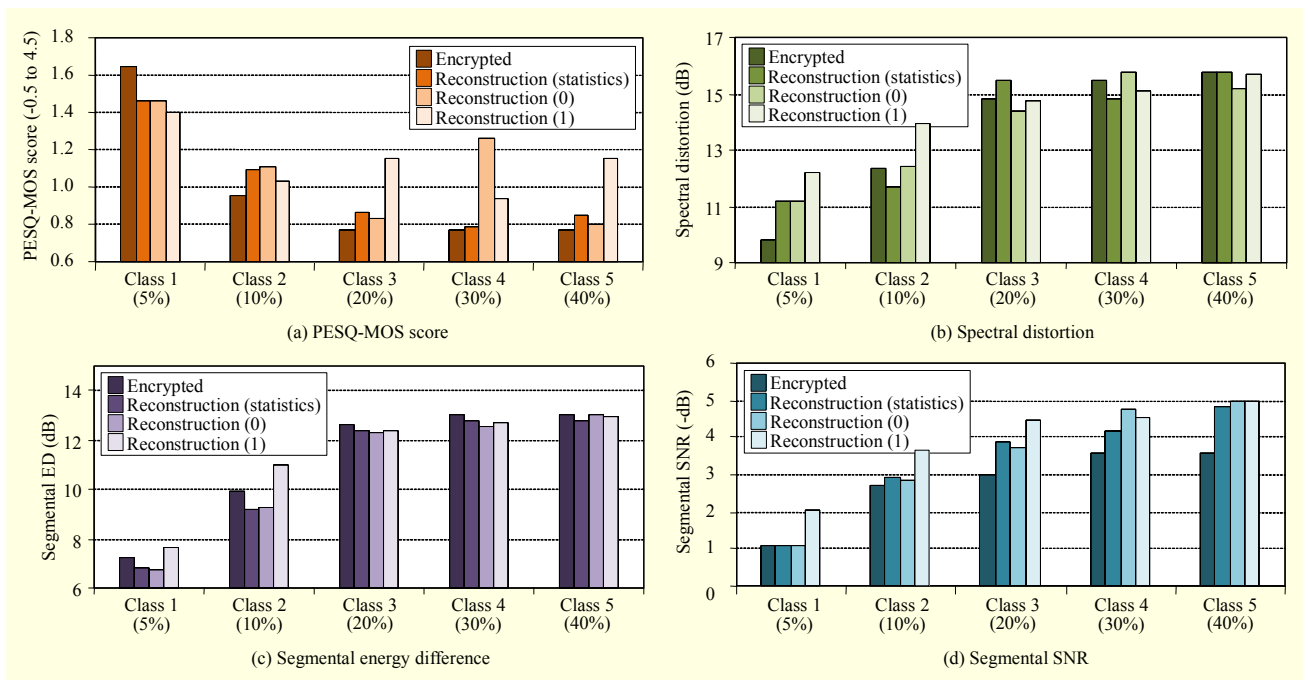 PESQ-MOS score (-0.5 to 4.5)
1.8
1.6
1.4
1.2
1.0
0.8
0.6
Encrypted
Reconstruction (statistics)
Reconstruction (0)
Reconstruction (1)
Class 1
(5%)
Class 2
(10%)
Class 3
(20%)
Class 4
(30%)
Class 5
(40%)
(a) PESQ-MOS score
Spectral distortion (dB)
17
15
13
11
9
Encrypted
Reconstruction (statistics)
Reconstruction (0)
Reconstruction (1)
Class 1
(5%)
Class 2
(10%)
Class 3
(20%)
Class 4
(30%)
Class 5
(40%)
(b) Spectral distortion
Segmental ED (dB)
14
12
10
8
6
Encrypted
Reconstruction (statistics)
Reconstruction (0)
Reconstruction (1)
Class 1
(5%)
Class 2
(10%)
Class 3
(20%)
Class 4
(30%)
Class 5
(40%)
(c) Segmental energy difference
Segmental SNR (-dB)
6
5
4
3
2
1
0
Encrypted
Reconstruction (statistics)
Reconstruction (0)
Reconstruction (1)
Class 1
(5%)
Class 2
(10%)
Class 3
(20%)
Class 4
(30%)
Class 5
(40%)
(d) Segmental SNR